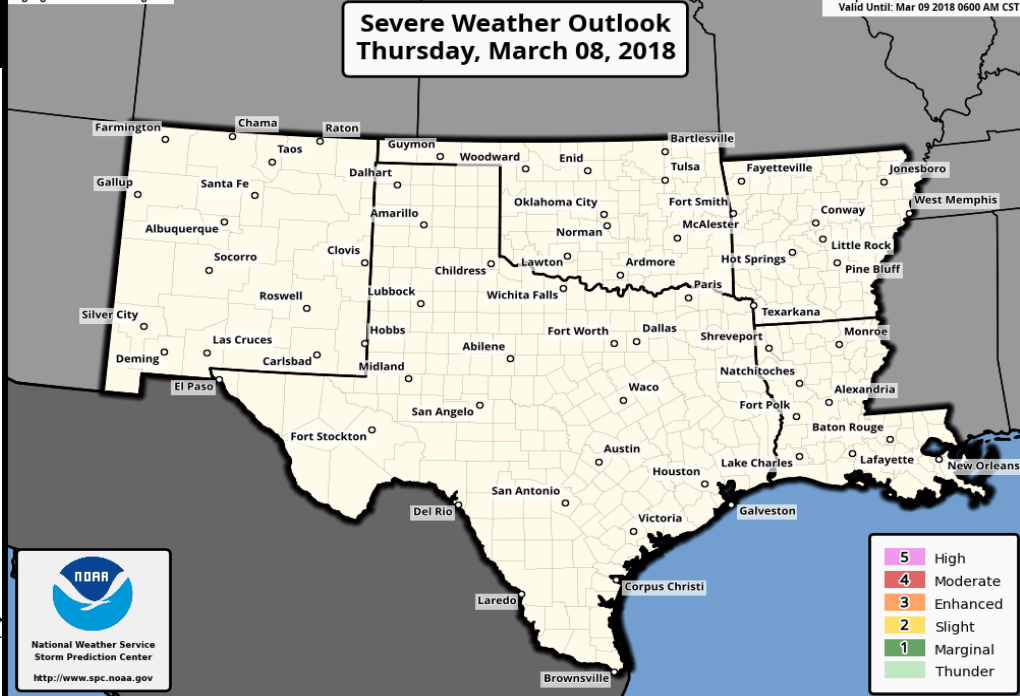 Valid Until: Mar 09 2018 0600 AM CST
Severe Weather Outlook
Thursday, March 08, 2018
Farmington
Chama
Raton
Guymon
Bartlesville
Taos
Woodward
Enid
Tulsa
Fayetteville
Jonesboro
Dalhart
Gallup
Santa Fe
Oklahoma City
Fort Smith
West Memphis
Amarillo
Conway
Albuquerque
Norman
McAlester
Little Rock
Clovis
Socorro
Childress
Lawton
Ardmore
Hot Springs
Pine Bluff
Roswell
Lubbock
Wichita Falls
Paris
Silver City
Texarkana
Las Cruces
Hobbs
Abilene
Fort Worth
Dallas
Shreveport
Monroe
Deming
Carlsbad
Midland
Natchitoches
El Paso
Waco
Alexandria
San Angelo
Fort Polk
Fort Stockton
Baton Rouge
Austin
Lake Charles
Lafayette
New Orleans
Houston
San Antonio
Del Rio
Victoria
Galveston
Corpus Christi
Laredo
Brownsville
NOAA
National Weather Service
Storm Prediction Center
http://www.spc.noaa.gov
5 High
4 Moderate
3 Enhanced
2 Slight
1 Marginal
Thunder